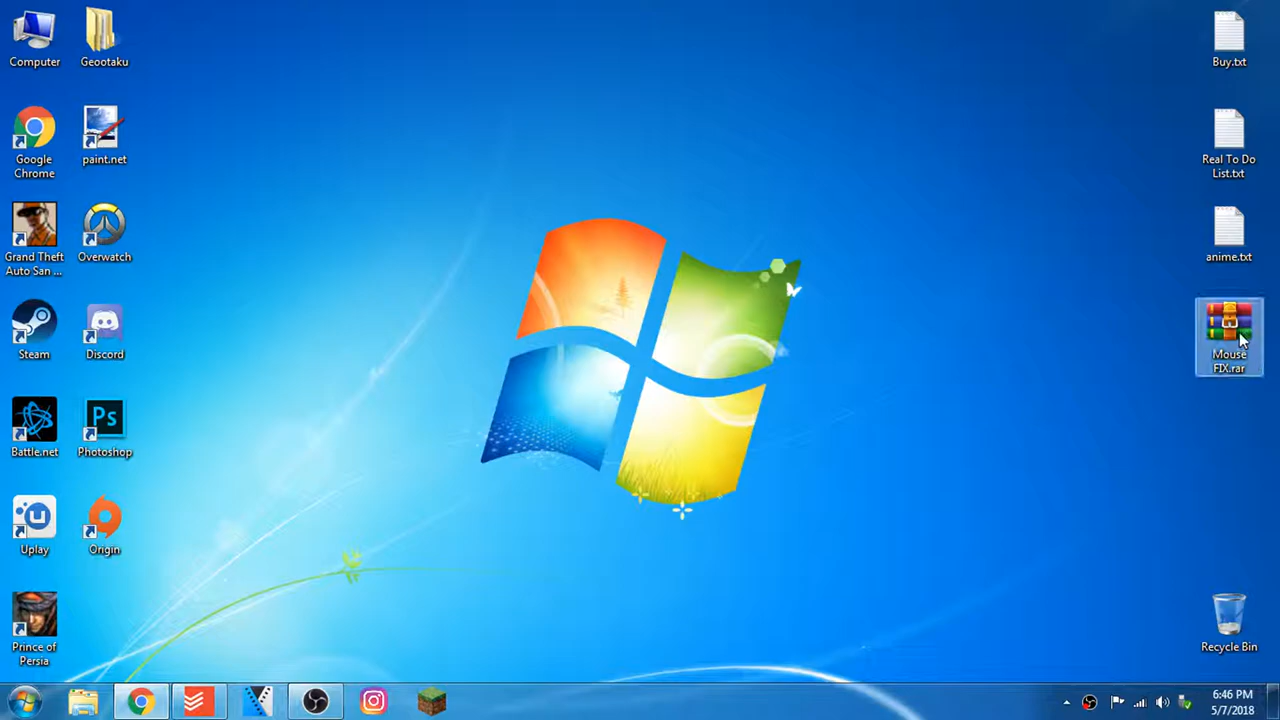 Computer
Geootaku
Buy.txt
Google
Chrome
paint.net
Real To Do
List.txt
Grand Theft
Auto San ...
Overwatch
anime.txt
Steam
Discord
Mouse
FIX.rar
Battle.net
Ps
Photoshop
Uplay
Origin
Prince of
Persia
Recycle Bin
6:46 PM
5/7/2018